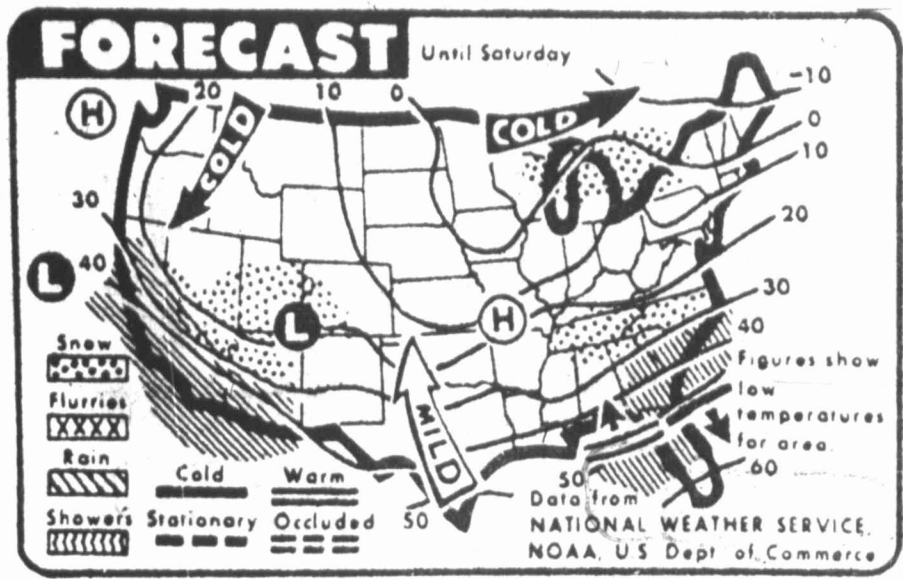 FORECAST
Until Saturday
H
20
10
0
-10
T
COLD
COLD
0
10
30
20
L
40
L
H
30
40
Snow
Flurries
Rain
Showers
Cold
Warm
Stationary
Occluded
MILD
50
50
60
Figures show
low
temperatures
for area.
Data from
NATIONAL WEATHER SERVICE,
NOAA, U.S. Dept. of Commerce